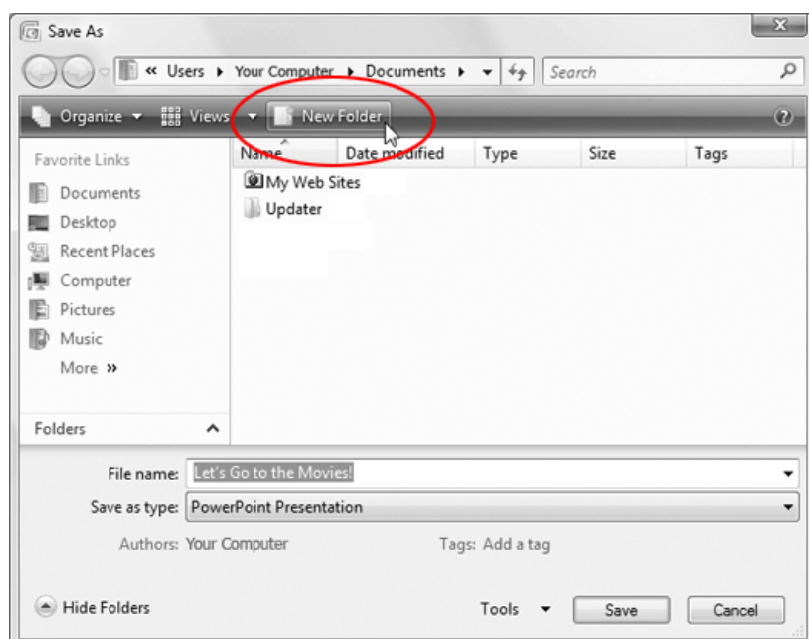 Save As
« Users Your Computer Documents Search
Organize Views New Folder
Favorite Links
Name Date modified Type Size Tags
Documents
Desktop
Recent Places
Computer
Pictures
Music
More »
My Web Sites
Updater
Folders
File name: Let's Go to the Movies!
Save as type: PowerPoint Presentation
Authors: Your Computer Tags: Add a tag
Hide Folders Tools Save Cancel